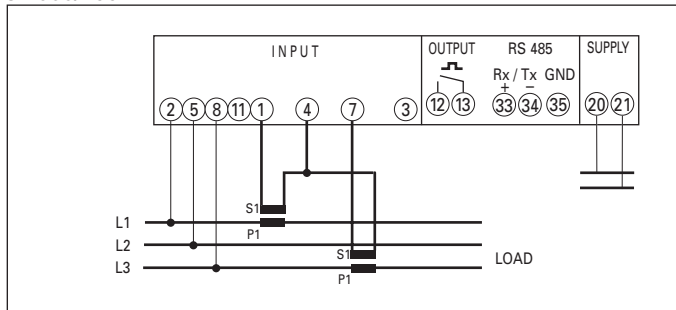 INPUT OUTPUT RS 485 SUPPLY
Rx / Tx GND
+ −
2 5 8 11 1 4 7 3 12 13 33 34 35 20 21
S1
L1
P1
L2
S1
LOAD
L3
P1